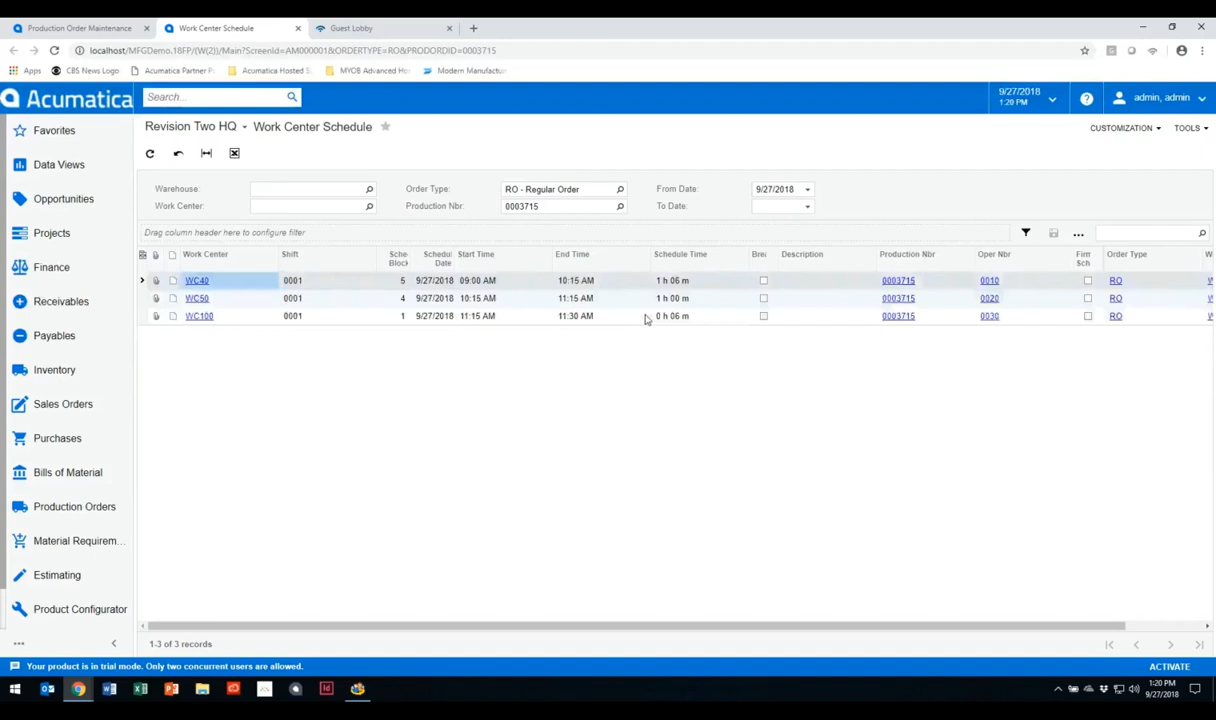 Production Order Maintenance
Work Center Schedule
Guest Lobby
localhost/MFGDemo.18FP/(W(2))/Main?ScreenId=AM000001&ORDERTYPE=RO&PRODORDID=0003715
Apps CBS News Logo Acumatica Partner P Acumatica Hosted S MYOB Advanced Ho Modern Manufactu
Acumatica Search... 9/27/2018 1:20 PM admin, admin
Revision Two HQ Work Center Schedule CUSTOMIZATION TOOLS
Favorites
Data Views
Opportunities
Projects
Finance
Receivables
Payables
Inventory
Sales Orders
Purchases
Bills of Material
Production Orders
Material Requirem...
Estimating
Product Configurator
Warehouse: Order Type: RO - Regular Order From Date: 9/27/2018
Work Center: Production Nbr: 0003715 To Date:
Drag column header here to configure filter
Work Center Shift Sche Block Schedul Date Start Time End Time Schedule Time Bre Description Production Nbr Oper Nbr Firm Sch Order Type W
WC40 0001 5 9/27/2018 09:00 AM 10:15 AM 1 h 06 m 0003715 0010 RO W
WC50 0001 4 9/27/2018 10:15 AM 11:15 AM 1 h 00 m 0003715 0020 RO W
WC100 0001 1 9/27/2018 11:15 AM 11:30 AM 0 h 06 m 0003715 0030 RO W
1-3 of 3 records
Your product is in trial mode. Only two concurrent users are allowed. ACTIVATE
1:20 PM
9/27/2018